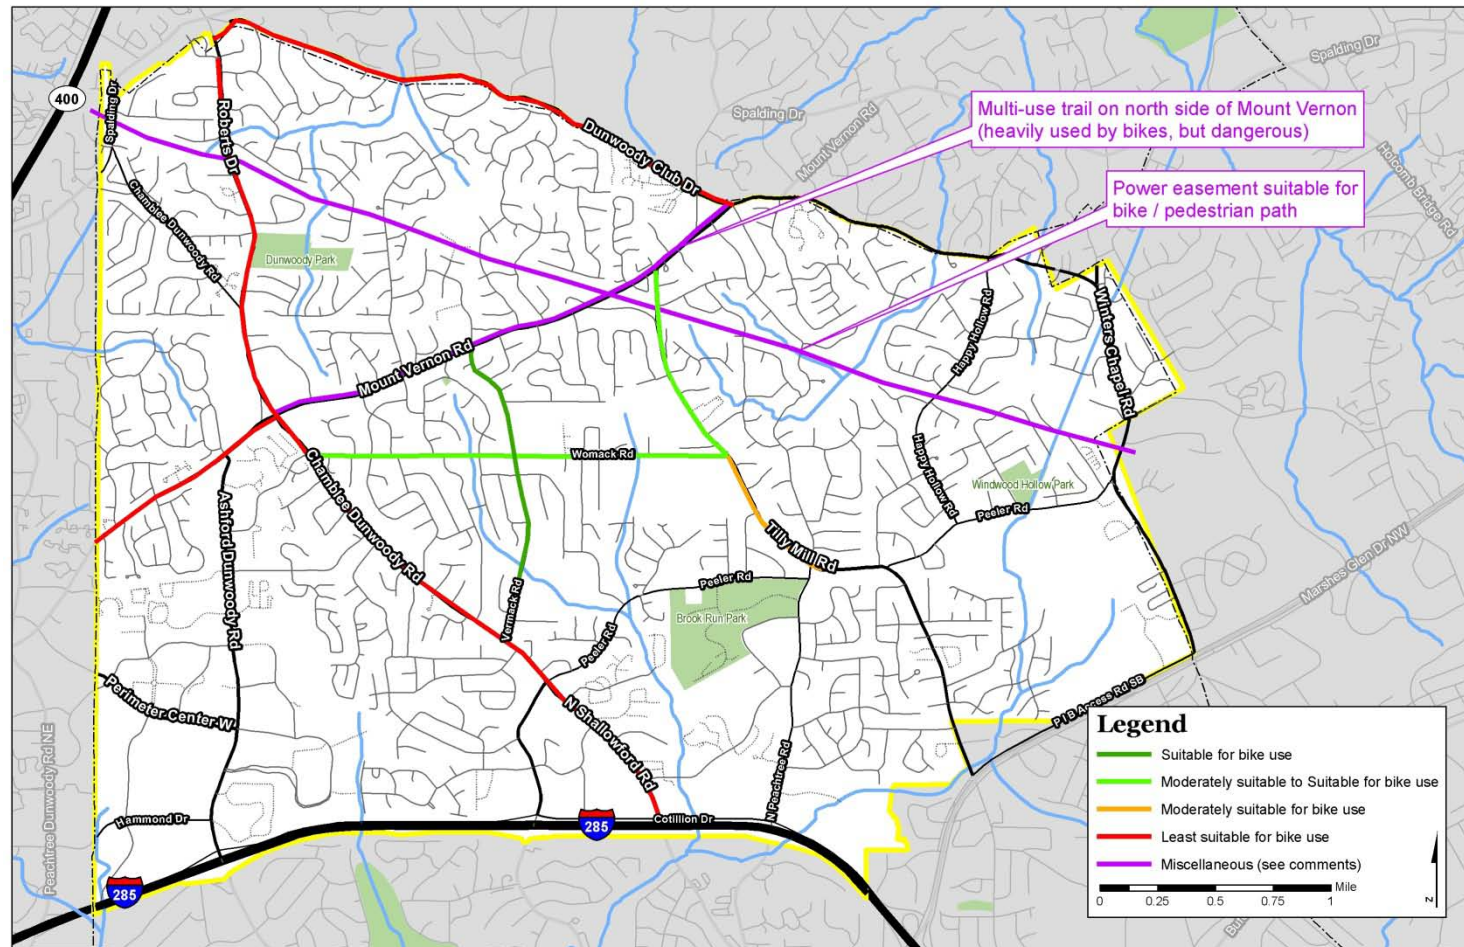 Spalding Dr
400
Spalding Dr
Roberts Dr
Spalding Dr
Mount Vernon Rd
Multi-use trail on north side of Mount Vernon
(heavily used by bikes, but dangerous)
Dunwoody Club Dr
Holcomb Bridge Rd
Power easement suitable for
bike / pedestrian path
Chamblee Dunwoody Rd
Dunwoody Park
Happy Hollow Rd
Winters Chapel Rd
Mount Vernon Rd
Womack Rd
Chamblee Dunwoody Rd
Happy Hollow Rd
Windwood Hollow Park
Peeler Rd
Ashford Dunwoody Rd
Tilly Mill Rd
Marshes Glen Dr NW
Vermack Rd
Peeler Rd
Brook Run Park
Peeler Rd
Perimeter Center W
N Shallowford Rd
P I B Access Rd SB
Peachtree Dunwoody Rd NE
N Peachtree Rd
Hammond Dr
285
Cotillion Dr
285
Legend
Suitable for bike use
Moderately suitable to Suitable for bike use
Moderately suitable for bike use
Least suitable for bike use
Miscellaneous (see comments)
Mile
0 0.25 0.5 0.75 1
N